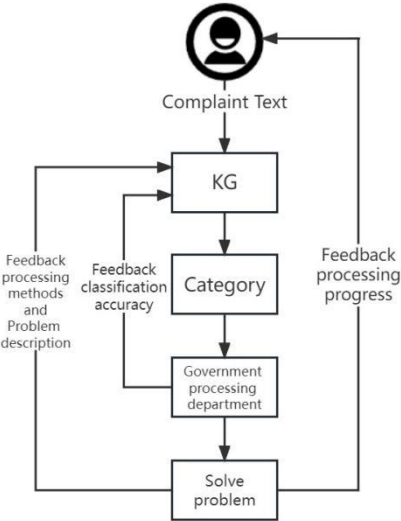 Complaint Text
KG
Feedback
processing
methods
and
Problem
description
Feedback
classification
accuracy
Category
Feedback
processing
progress
Government
processing
department
Solve
problem